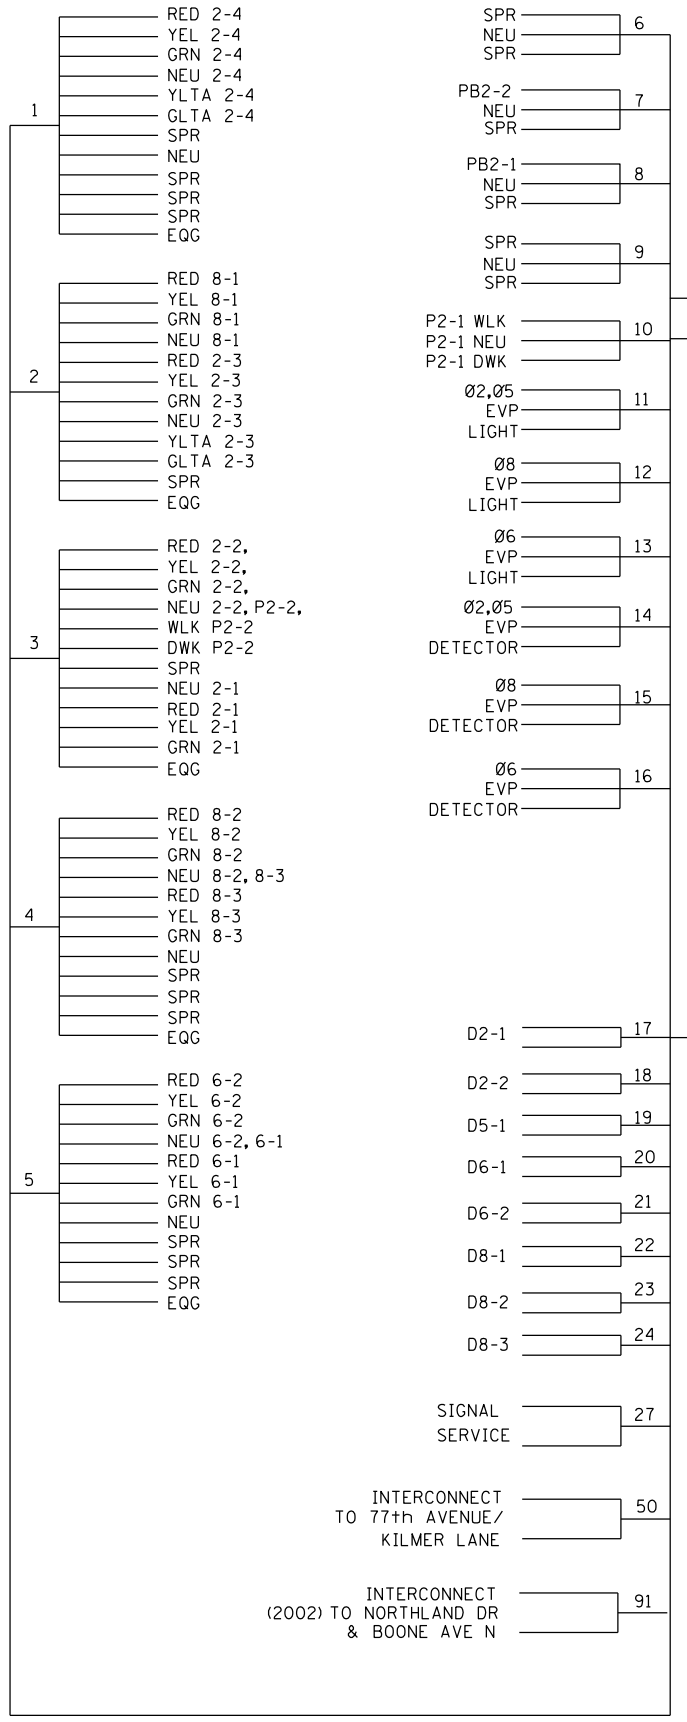 1
RED 2-4
YEL 2-4
GRN 2-4
NEU 2-4
YLTA 2-4
GLTA 2-4
SPR
NEU
SPR
SPR
SPR
EQG
2
RED 8-1
YEL 8-1
GRN 8-1
NEU 8-1
RED 2-3
YEL 2-3
GRN 2-3
NEU 2-3
YLTA 2-3
GLTA 2-3
SPR
EQG
3
RED 2-2,
YEL 2-2,
GRN 2-2,
NEU 2-2, P2-2,
WLK P2-2
DWK P2-2
SPR
NEU 2-1
RED 2-1
YEL 2-1
GRN 2-1
EQG
4
RED 8-2
YEL 8-2
GRN 8-2
NEU 8-2, 8-3
RED 8-3
YEL 8-3
GRN 8-3
NEU
SPR
SPR
SPR
EQG
5
RED 6-2
YEL 6-2
GRN 6-2
NEU 6-2, 6-1
RED 6-1
YEL 6-1
GRN 6-1
NEU
SPR
SPR
SPR
EQG
SPR
NEU
SPR
6
PB2-2
NEU
SPR
7
PB2-1
NEU
SPR
8
SPR
NEU
SPR
9
P2-1 WLK
P2-1 NEU
P2-1 DWK
10
Ø2,Ø5
EVP
LIGHT
11
Ø8
EVP
LIGHT
12
Ø6
EVP
LIGHT
13
Ø2,Ø5
EVP
DETECTOR
14
Ø8
EVP
DETECTOR
15
Ø6
EVP
DETECTOR
16
D2-1 17
D2-2 18
D5-1 19
D6-1 20
D6-2 21
D8-1 22
D8-2 23
D8-3 24
SIGNAL
SERVICE
27
INTERCONNECT
TO 77th AVENUE/
KILMER LANE
50
INTERCONNECT
(2002) TO NORTHLAND DR
& BOONE AVE N
91